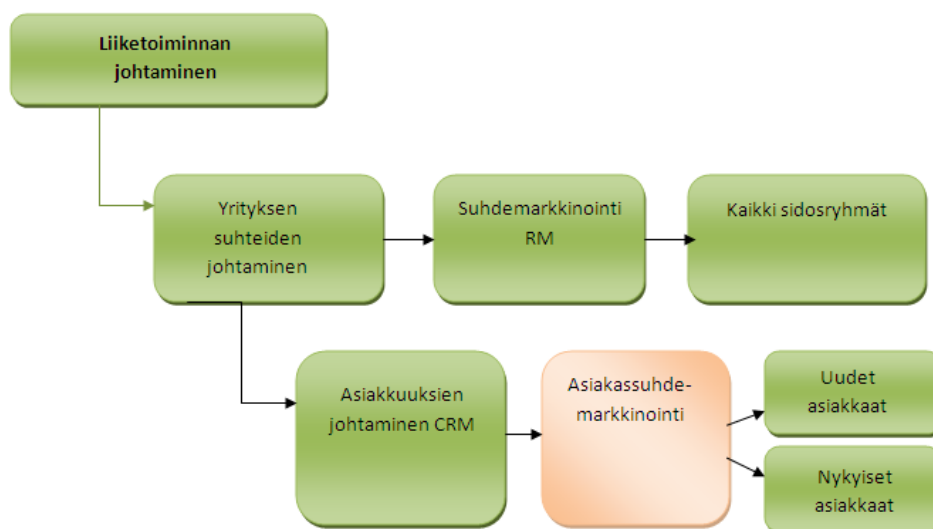 Liiketoiminnan
johtaminen
Yrityksen
suhteiden
johtaminen
Suhdemarkkinointi
RM
Kaikki sidosryhmät
Asiakkuuksien
johtaminen CRM
Asiakassuhde-
markkinointi
Uudet
asiakkaat
Nykyiset
asiakkaat